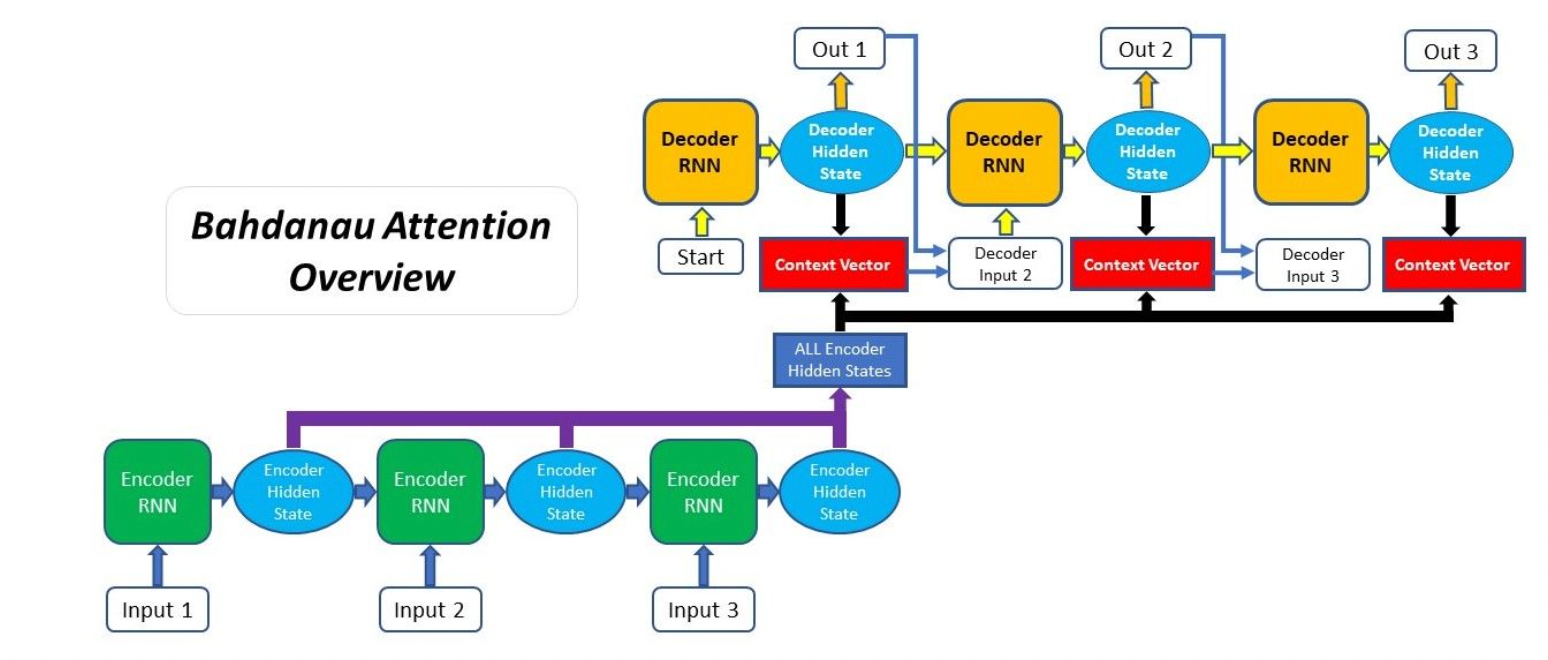 Out 1
Out 2
Out 3
Decoder
RNN
Decoder
Hidden
State
Decoder
RNN
Decoder
Hidden
State
Decoder
RNN
Decoder
Hidden
State
Bahdanau Attention
Overview
Start
Context Vector
Decoder
Input 2
Context Vector
Decoder
Input 3
Context Vector
ALL Encoder
Hidden States
Encoder
RNN
Encoder
Hidden
State
Encoder
RNN
Encoder
Hidden
State
Encoder
RNN
Encoder
Hidden
State
Input 1
Input 2
Input 3